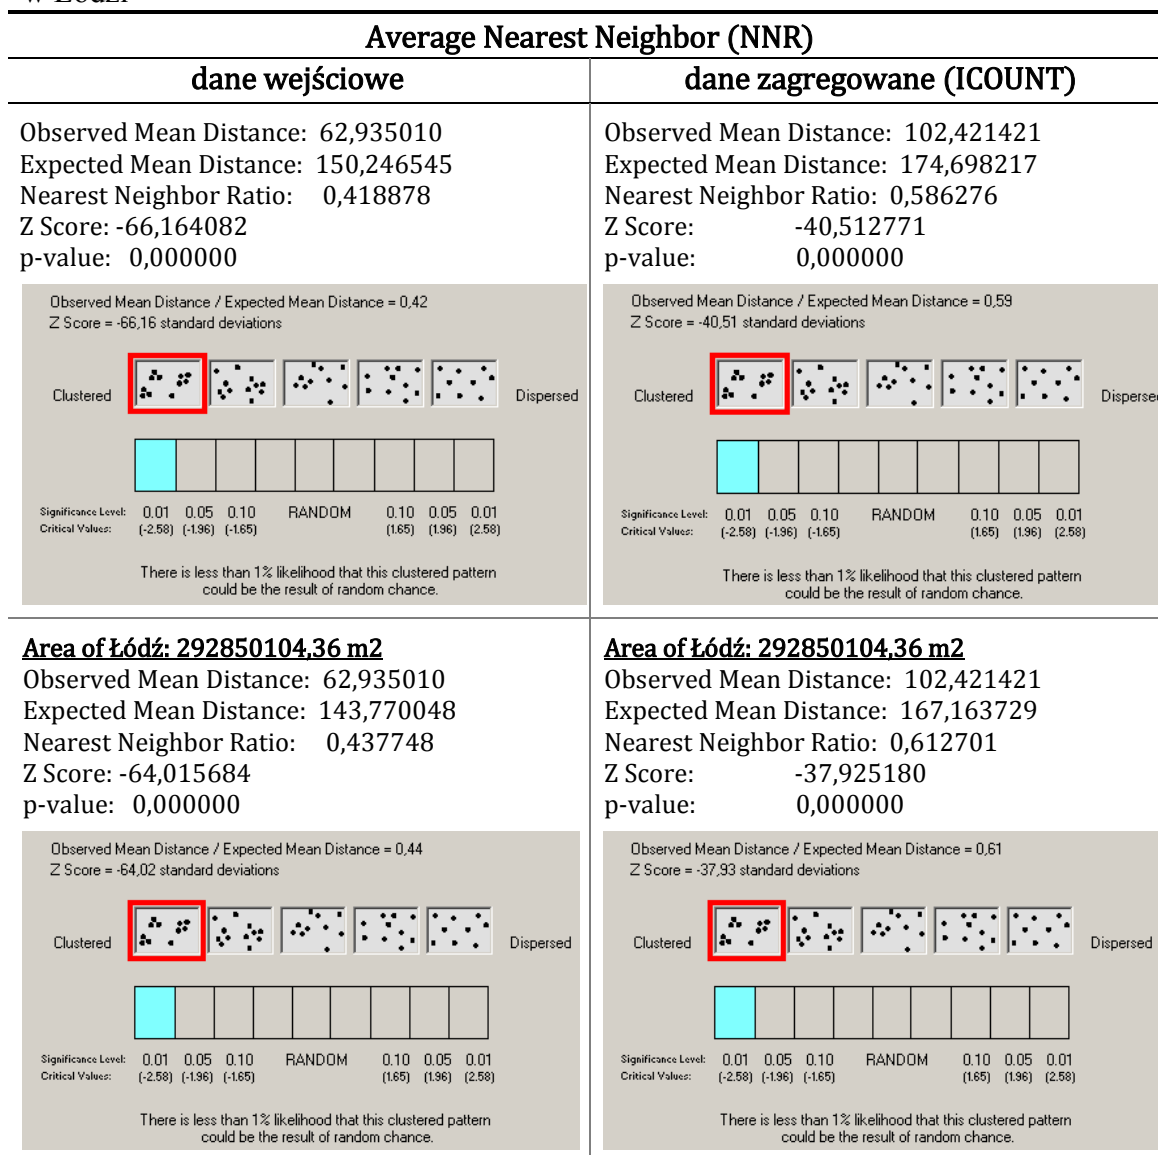 w Łodzi
Average Nearest Neighbor (NNR)
dane wejściowe
dane zagregowane (ICOUNT)
Observed Mean Distance: 62,935010
Expected Mean Distance: 150,246545
Nearest Neighbor Ratio: 0,418878
Z Score: -66,164082
p-value: 0,000000
Observed Mean Distance / Expected Mean Distance = 0,42
Z Score = -66,16 standard deviations
Clustered
Dispersed
Significance Level: 0.01 0.05 0.10 RANDOM 0.10 0.05 0.01
Critical Values: (-2.58) (-1.96) (-1.65) (1.65) (1.96) (2.58)
There is less than 1% likelihood that this clustered pattern
could be the result of random chance.
Observed Mean Distance: 102,421421
Expected Mean Distance: 174,698217
Nearest Neighbor Ratio: 0,586276
Z Score: -40,512771
p-value: 0,000000
Observed Mean Distance / Expected Mean Distance = 0,59
Z Score = -40,51 standard deviations
Clustered
Disperse
Significance Level: 0.01 0.05 0.10 RANDOM 0.10 0.05 0.01
Critical Values: (-2.58) (-1.96) (-1.65) (1.65) (1.96) (2.58)
There is less than 1% likelihood that this clustered pattern
could be the result of random chance.
Area of Łódź: 292850104,36 m2
Observed Mean Distance: 62,935010
Expected Mean Distance: 143,770048
Nearest Neighbor Ratio: 0,437748
Z Score: -64,015684
p-value: 0,000000
Observed Mean Distance / Expected Mean Distance = 0,44
Z Score = -64,02 standard deviations
Clustered
Dispersed
Significance Level: 0.01 0.05 0.10 RANDOM 0.10 0.05 0.01
Critical Values: (-2.58) (-1.96) (-1.65) (1.65) (1.96) (2.58)
There is less than 1% likelihood that this clustered pattern
could be the result of random chance.
Area of Łódź: 292850104,36 m2
Observed Mean Distance: 102,421421
Expected Mean Distance: 167,163729
Nearest Neighbor Ratio: 0,612701
Z Score: -37,925180
p-value: 0,000000
Observed Mean Distance / Expected Mean Distance = 0,61
Z Score = -37,93 standard deviations
Clustered
Dispersed
Significance Level: 0.01 0.05 0.10 RANDOM 0.10 0.05 0.01
Critical Values: (-2.58) (-1.96) (-1.65) (1.65) (1.96) (2.58)
There is less than 1% likelihood that this clustered pattern
could be the result of random chance.